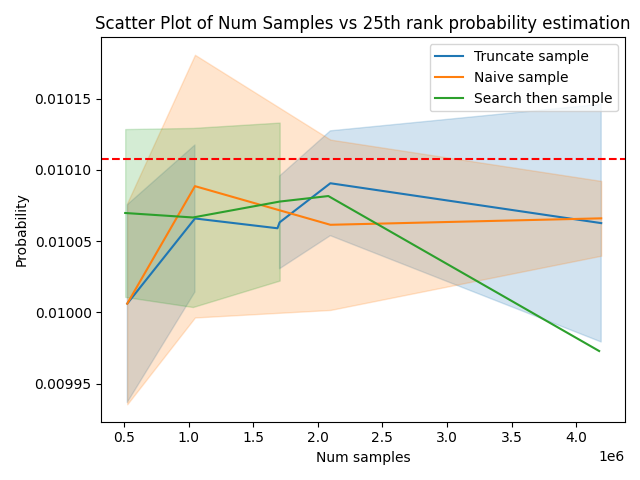 Scatter Plot of Num Samples vs 25th rank probability estimation
Truncate sample
Naive sample
Search then sample
Probability
0.01015
0.01010
0.01005
0.01000
0.00995
0.5 1.0 1.5 2.0 2.5 3.0 3.5 4.0
1e6
Num samples